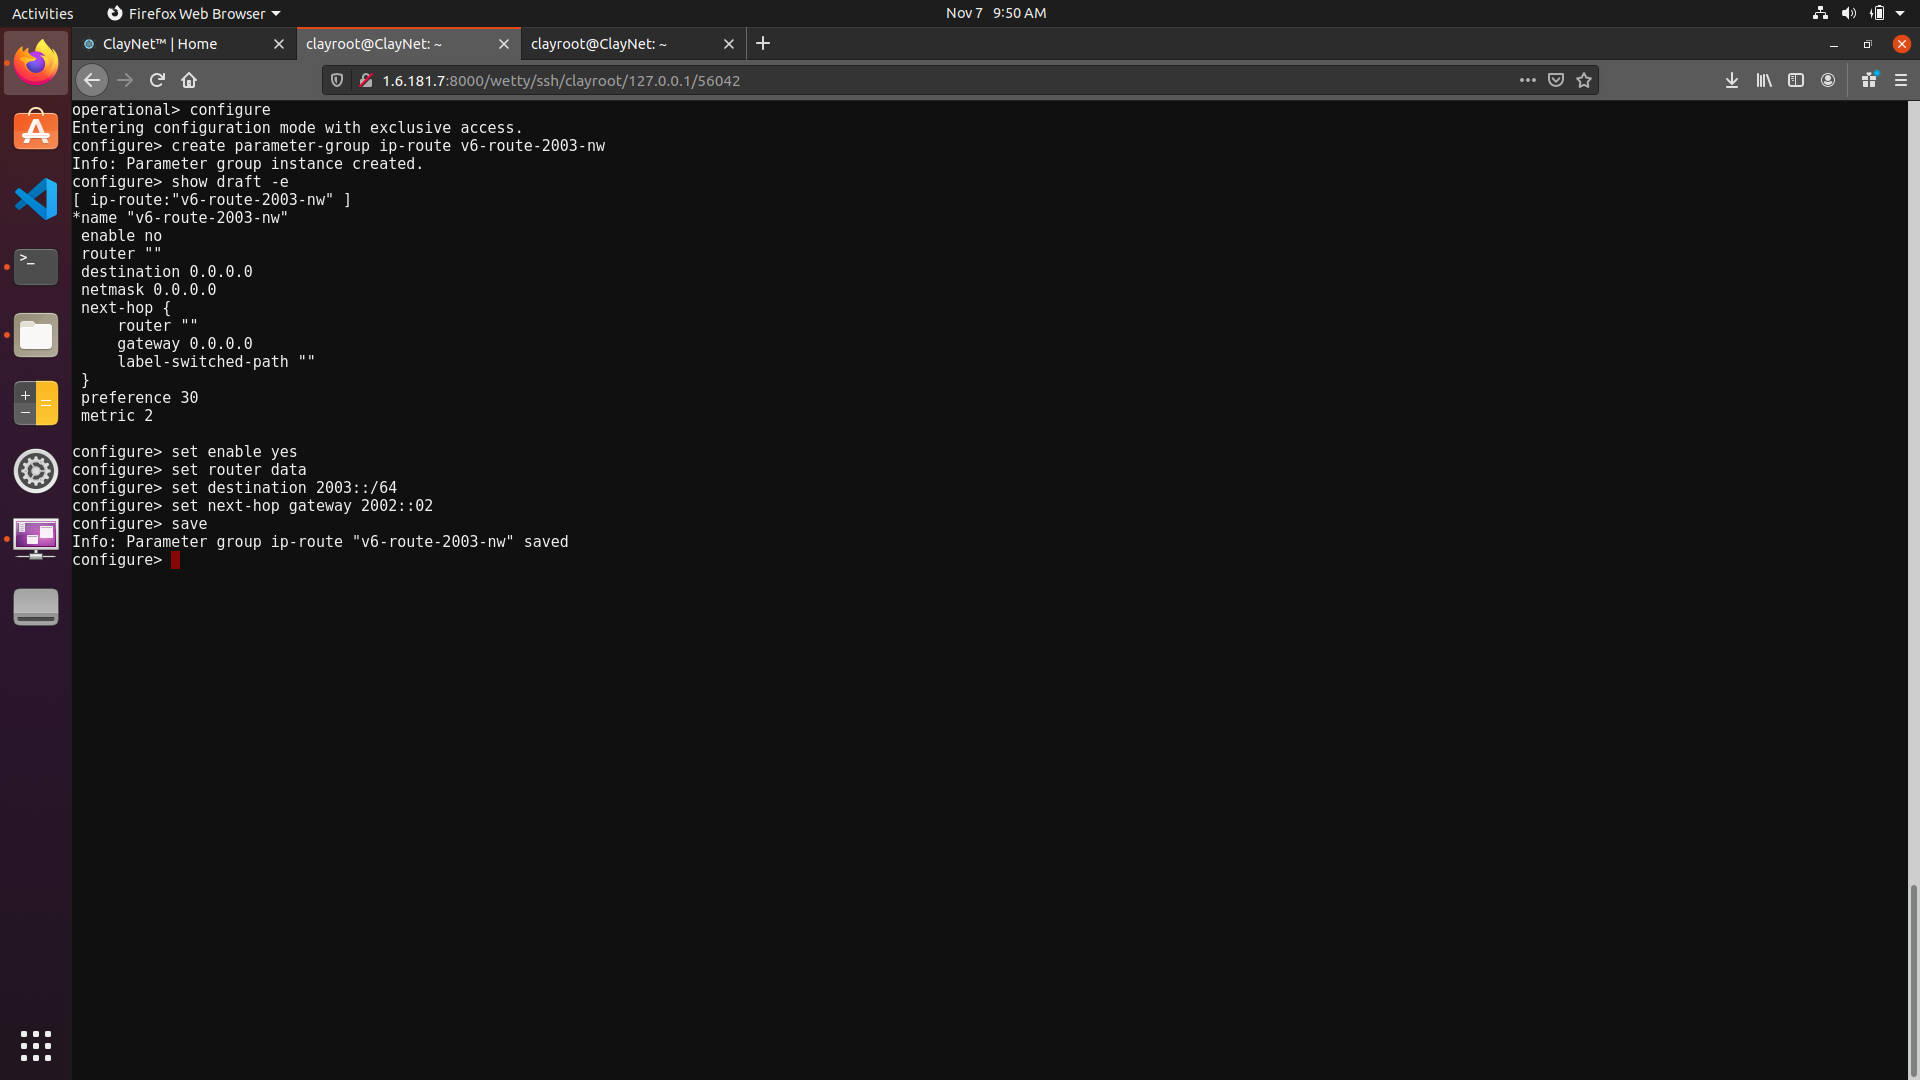 Activities
Firefox Web Browser
Nov 7 9:50 AM
ClayNet™ | Home
clayroot@ClayNet: ~
clayroot@ClayNet: ~
1.6.181.7:8000/wetty/ssh/clayroot/127.0.0.1/56042
operational> configure
Entering configuration mode with exclusive access.
configure> create parameter-group ip-route v6-route-2003-nw
Info: Parameter group instance created.
configure> show draft -e
[ ip-route:"v6-route-2003-nw" ]
*name "v6-route-2003-nw"
 enable no
 router ""
 destination 0.0.0.0
 netmask 0.0.0.0
 next-hop {
     router ""
     gateway 0.0.0.0
     label-switched-path ""
 }
 preference 30
 metric 2
configure> set enable yes
configure> set router data
configure> set destination 2003::/64
configure> set next-hop gateway 2002::02
configure> save
Info: Parameter group ip-route "v6-route-2003-nw" saved
configure>